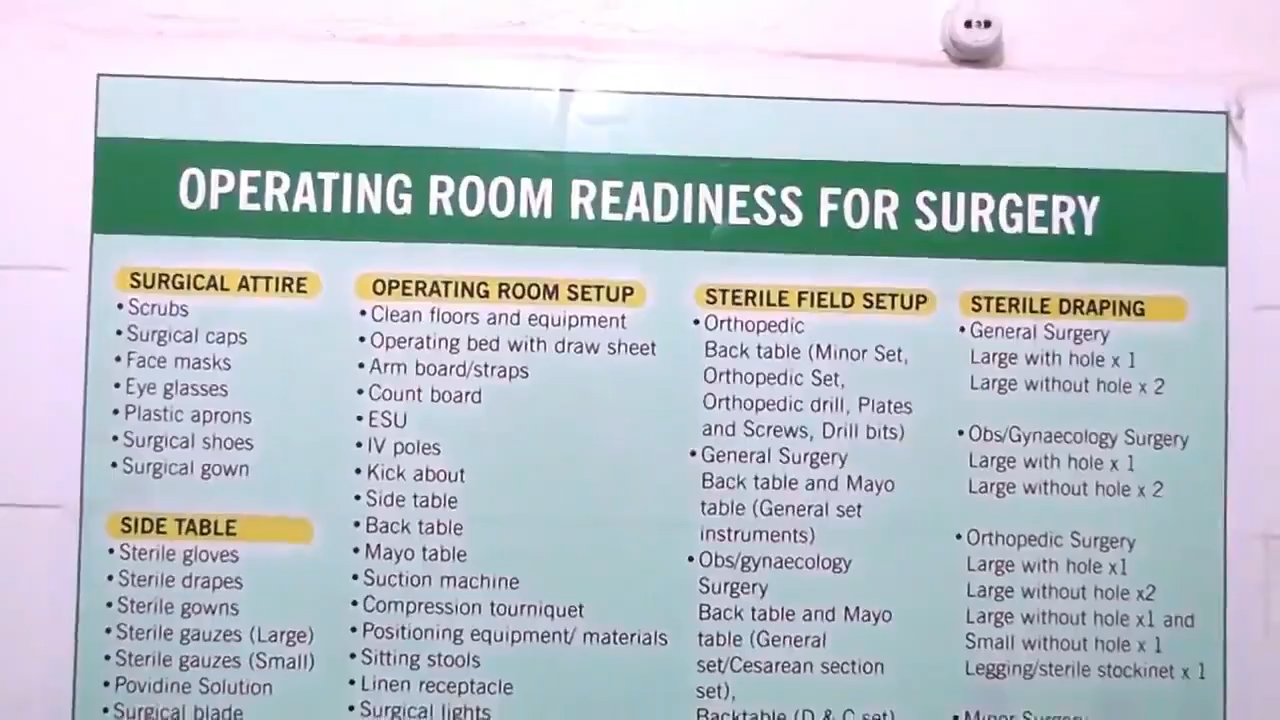 OPERATING ROOM READINESS FOR SURGERY
SURGICAL ATTIRE
• Scrubs
• Surgical caps
• Face masks
• Eye glasses
• Plastic aprons
• Surgical shoes
• Surgical gown
SIDE TABLE
• Sterile gloves
• Sterile drapes
• Sterile gowns
• Sterile gauzes (Large)
• Sterile gauzes (Small)
• Povidine Solution
• Surgical blade
OPERATING ROOM SETUP
• Clean floors and equipment
• Operating bed with draw sheet
• Arm board/straps
• Count board
• ESU
• IV poles
• Kick about
• Side table
• Back table
• Mayo table
• Suction machine
• Compression tourniquet
• Positioning equipment/ materials
• Sitting stools
• Linen receptacle
• Surgical lights
STERILE FIELD SETUP
• Orthopedic
Back table (Minor Set,
Orthopedic Set,
Orthopedic drill, Plates
and Screws, Drill bits)
• General Surgery
Back table and Mayo
table (General set
instruments)
• Obs/gynaecology
Surgery
Back table and Mayo
table (General
set/Cesarean section
set),
Backtable (D & C set)
STERILE DRAPING
• General Surgery
Large with hole x 1
Large without hole x 2
• Obs/Gynaecology Surgery
Large with hole x 1
Large without hole x 2
• Orthopedic Surgery
Large with hole x1
Large without hole x2
Large without hole x1 and
Small without hole x 1
Legging/sterile stockinet x 1
• Minor Surgery